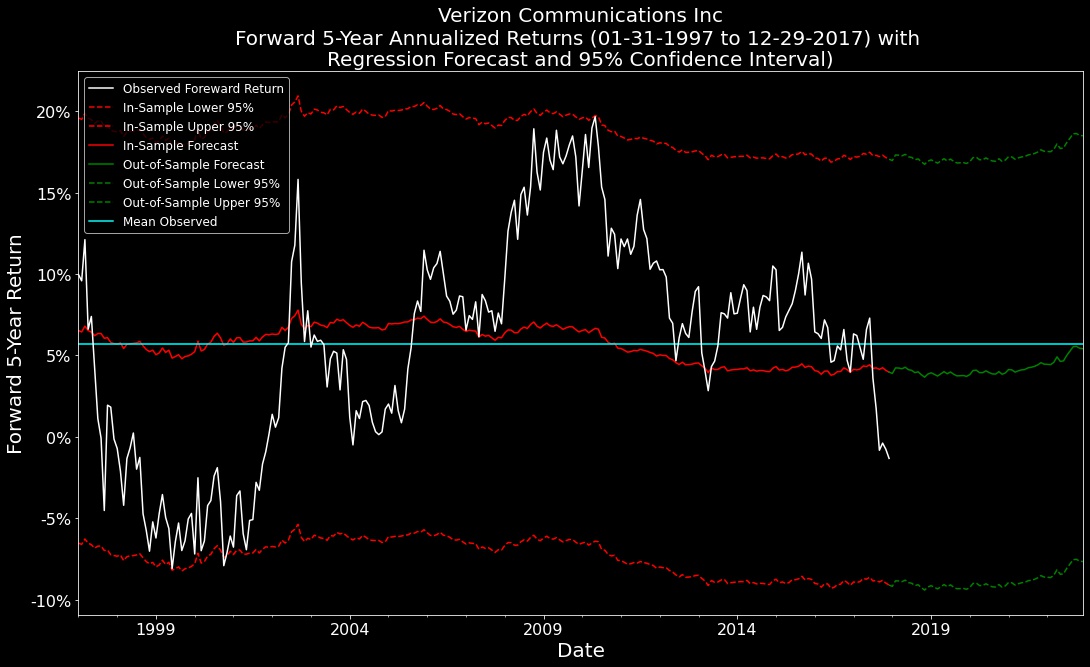 Verizon Communications Inc
Forward 5-Year Annualized Returns (01-31-1997 to 12-29-2017) with
Regression Forecast and 95% Confidence Interval)
Observed Foreward Return
In-Sample Lower 95%
In-Sample Upper 95%
In-Sample Forecast
Out-of-Sample Forecast
Out-of-Sample Lower 95%
Out-of-Sample Upper 95%
Mean Observed
Forward 5-Year Return
20%
15%
10%
5%
0%
-5%
-10%
1999 2004 2009 2014 2019
Date